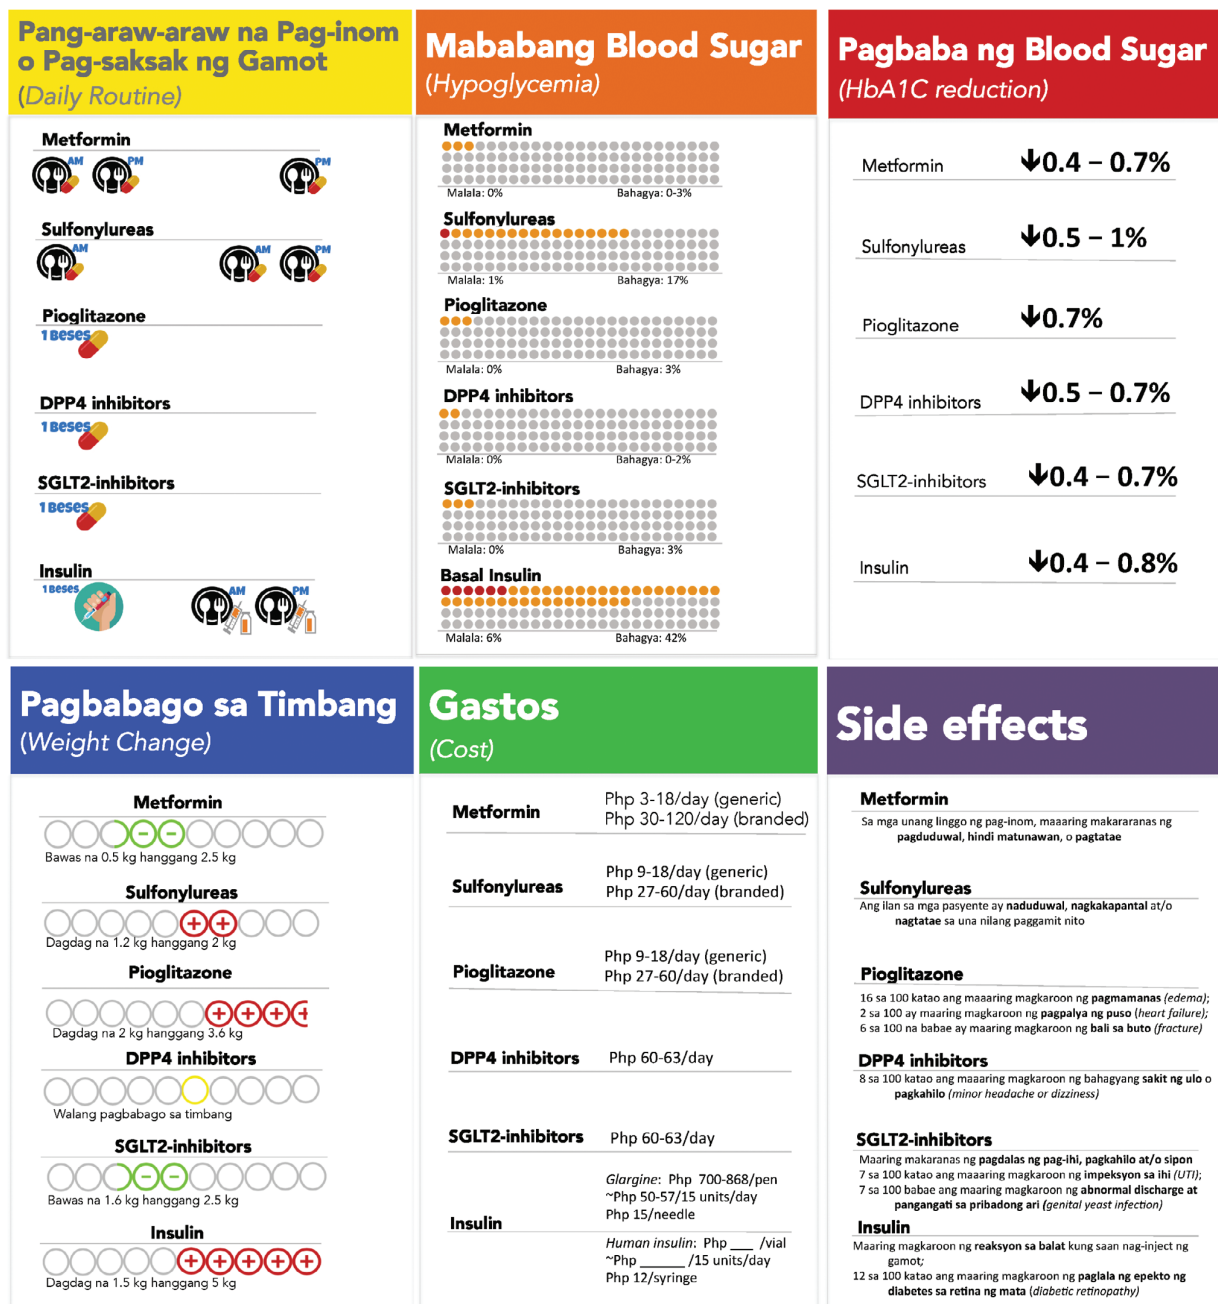 Pang-araw-araw na Pag-inom
o Pag-saksak ng Gamot
(Daily Routine)
Metformin
AM
PM
PM
Sulfonylureas
AM
AM
PM
Pioglitazone
1 Beses
DPP4 inhibitors
1 Beses
SGLT2-inhibitors
1 Beses
Insulin
1 Beses
AM
PM
Mababang Blood Sugar
(Hypoglycemia)
Metformin
Malala: 0% Bahagya: 0-3%
Sulfonylureas
Malala: 1% Bahagya: 17%
Pioglitazone
Malala: 0% Bahagya: 3%
DPP4 inhibitors
Malala: 0% Bahagya: 0-2%
SGLT2-inhibitors
Malala: 0% Bahagya: 3%
Basal Insulin
Malala: 6% Bahagya: 42%
Pagbaba ng Blood Sugar
(HbA1C reduction)
Metformin ↓0.4 – 0.7%
Sulfonylureas ↓0.5 – 1%
Pioglitazone ↓0.7%
DPP4 inhibitors ↓0.5 – 0.7%
SGLT2-inhibitors ↓0.4 – 0.7%
Insulin ↓0.4 – 0.8%
Pagbabago sa Timbang
(Weight Change)
Metformin
Bawas na 0.5 kg hanggang 2.5 kg
Sulfonylureas
Dagdag na 1.2 kg hanggang 2 kg
Pioglitazone
Dagdag na 2 kg hanggang 3.6 kg
DPP4 inhibitors
Walang pagbabago sa timbang
SGLT2-inhibitors
Bawas na 1.6 kg hanggang 2.5 kg
Insulin
Dagdag na 1.5 kg hanggang 5 kg
Gastos
(Cost)
Metformin
Php 3-18/day (generic)
Php 30-120/day (branded)
Sulfonylureas
Php 9-18/day (generic)
Php 27-60/day (branded)
Pioglitazone
Php 9-18/day (generic)
Php 27-60/day (branded)
DPP4 inhibitors Php 60-63/day
SGLT2-inhibitors Php 60-63/day
Insulin
Glargine: Php 700-868/pen
~Php 50-57/15 units/day
Php 15/needle
Human insulin: Php ___ /vial
~Php ______ /15 units/day
Php 12/syringe
Side effects
Metformin
Sa mga unang linggo ng pag-inom, maaaring makararanas ng
pagduduwal, hindi matunawan, o pagtatae
Sulfonylureas
Ang ilan sa mga pasyente ay naduduwal, nagkakapantal at/o
nagtatae sa una nilang paggamit nito
Pioglitazone
16 sa 100 katao ang maaaring magkaroon ng pagmamanas (edema);
2 sa 100 ay maaring magkaroon ng pagpalya ng puso (heart failure);
6 sa 100 na babae ay maaring magkaroon ng bali sa buto (fracture)
DPP4 inhibitors
8 sa 100 katao ang maaaring magkaroon ng bahagyang sakit ng ulo o
pagkahilo (minor headache or dizziness)
SGLT2-inhibitors
Maaring makaranas ng pagdalas ng pag-ihi, pagkahilo at/o sipon
7 sa 100 katao ang maaring magkaroon ng impeksyon sa ihi (UTI);
7 sa 100 babae ang maaring magkaroon ng abnormal discharge at
pangangati sa pribadong ari (genital yeast infection)
Insulin
Maaring magkaroon ng reaksyon sa balat kung saan nag-inject ng
gamot;
12 sa 100 katao ang maaring magkaroon ng paglala ng epekto ng
diabetes sa retina ng mata (diabetic retinopathy)